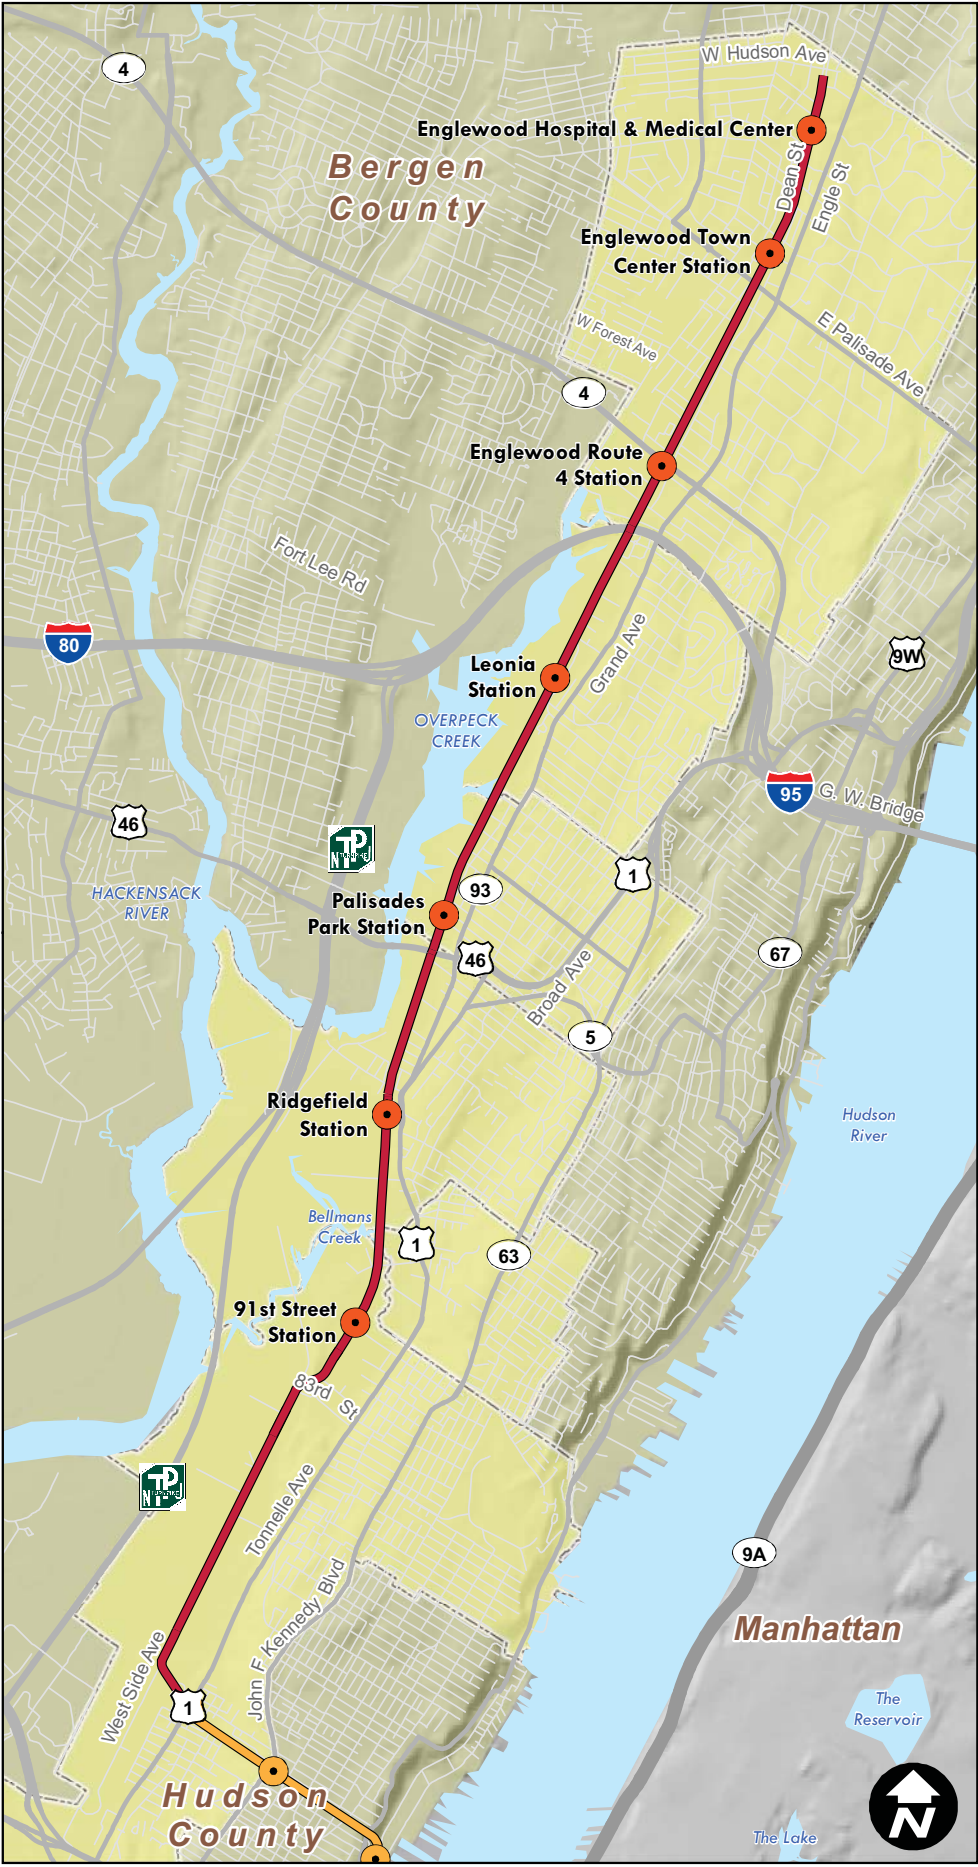 W Hudson Ave
4
Englewood Hospital & Medical Center
Bergen
County
Dean St
Engle St
Englewood Town
Center Station
E Palisade Ave
W Forest Ave
4
Englewood Route
4 Station
Fort Lee Rd
80
9W
Grand Ave
Leonia
Station
OVERPECK
CREEK
95
G. W. Bridge
46
N TP
1
HACKENSACK
RIVER
93
Palisades
Park Station
46
67
Broad Ave
5
Ridgefield
Station
Hudson
River
Bellmans
Creek
1
63
91st Street
Station
83rd St
N TP
Tonnelle Ave
9A
John F Kennedy Blvd
Manhattan
West Side Ave
1
The
Reservoir
Hudson
County
N
The Lake